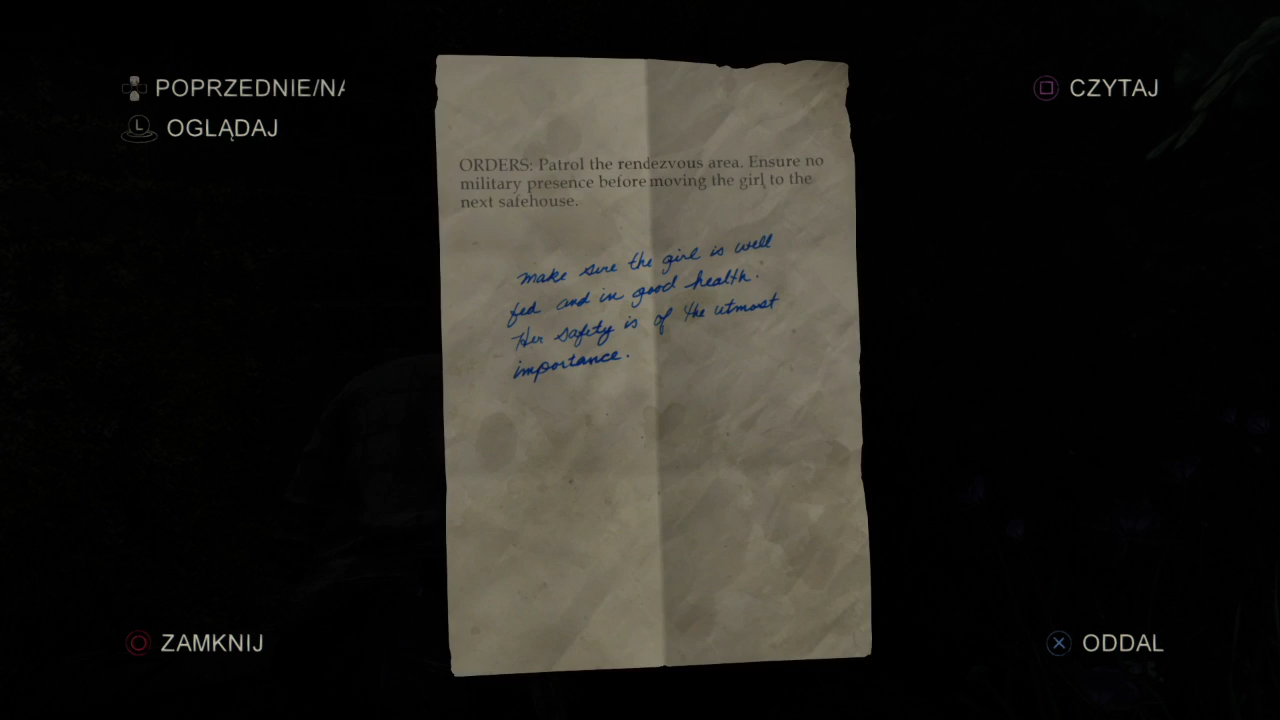 POPRZEDNIE/NA
OGLĄDAJ
CZYTAJ
ORDERS: Patrol the rendezvous area. Ensure no
military presence before moving the girl to the
next safehouse.
Make sure the girl is well
fed and in good health.
Her safety is of the utmost
importance.
ZAMKNIJ
ODDAL